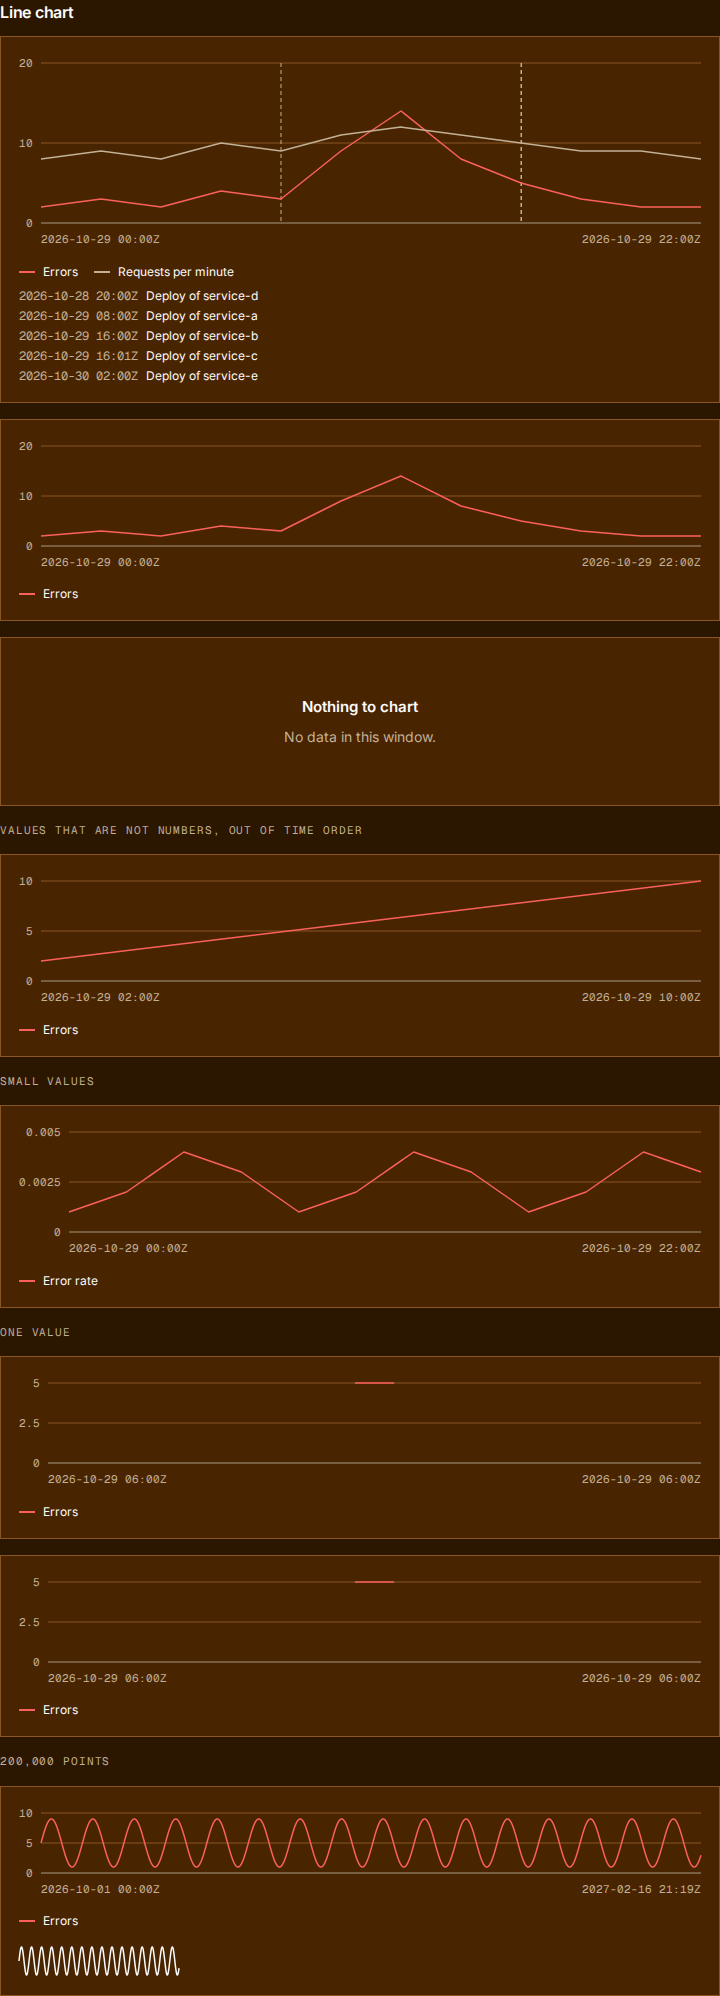 Line chart
20
10
0
2026-10-29 00:00Z 2026-10-29 22:00Z
Errors Requests per minute
2026-10-28 20:00Z Deploy of service-d
2026-10-29 08:00Z Deploy of service-a
2026-10-29 16:00Z Deploy of service-b
2026-10-29 16:01Z Deploy of service-c
2026-10-30 02:00Z Deploy of service-e
20
10
0
2026-10-29 00:00Z 2026-10-29 22:00Z
Errors
Nothing to chart
No data in this window.
VALUES THAT ARE NOT NUMBERS, OUT OF TIME ORDER
10
5
0
2026-10-29 02:00Z 2026-10-29 10:00Z
Errors
SMALL VALUES
0.005
0.0025
0
2026-10-29 00:00Z 2026-10-29 22:00Z
Error rate
ONE VALUE
5
2.5
0
2026-10-29 06:00Z 2026-10-29 06:00Z
Errors
5
2.5
0
2026-10-29 06:00Z 2026-10-29 06:00Z
Errors
200,000 POINTS
10
5
0
2026-10-01 00:00Z 2027-02-16 21:19Z
Errors